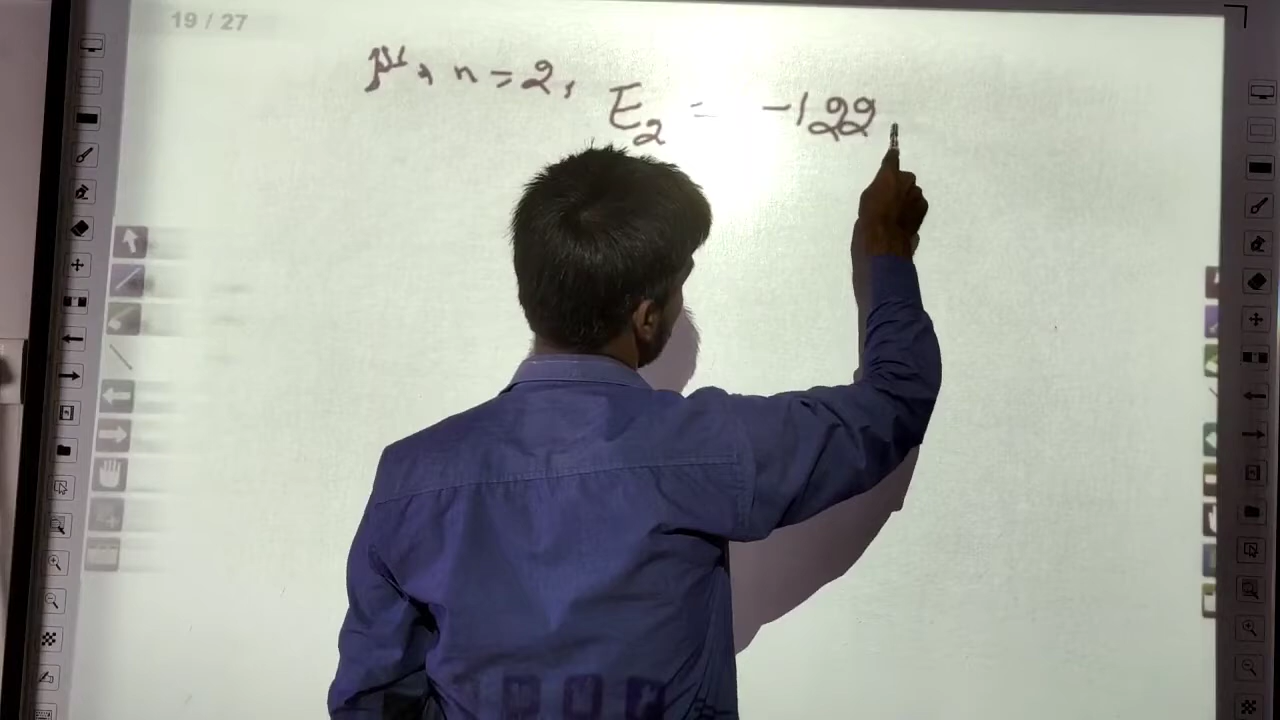 19 / 27
n = 2, E₂ = -122